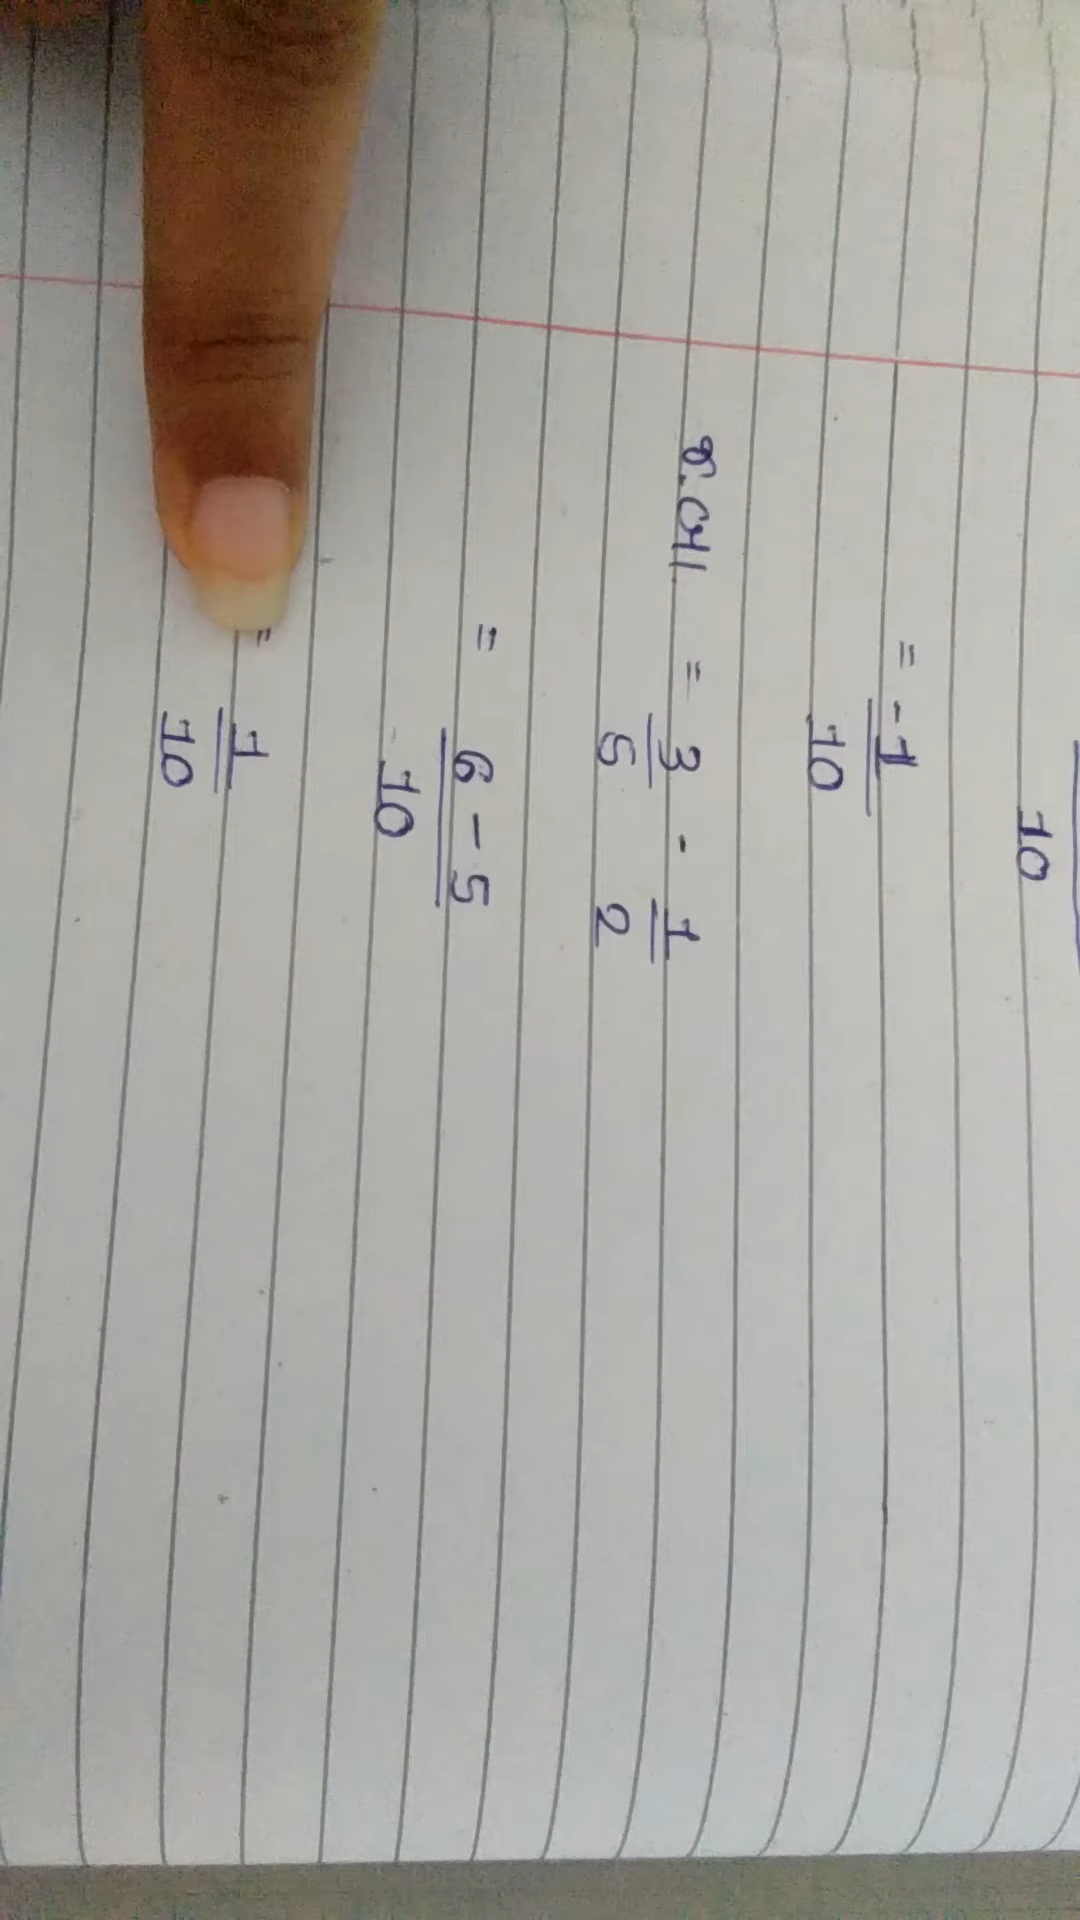 10
= -1/10
ડ.બા. = 3/5 - 1/2
= 6 - 5/10
= 1/10